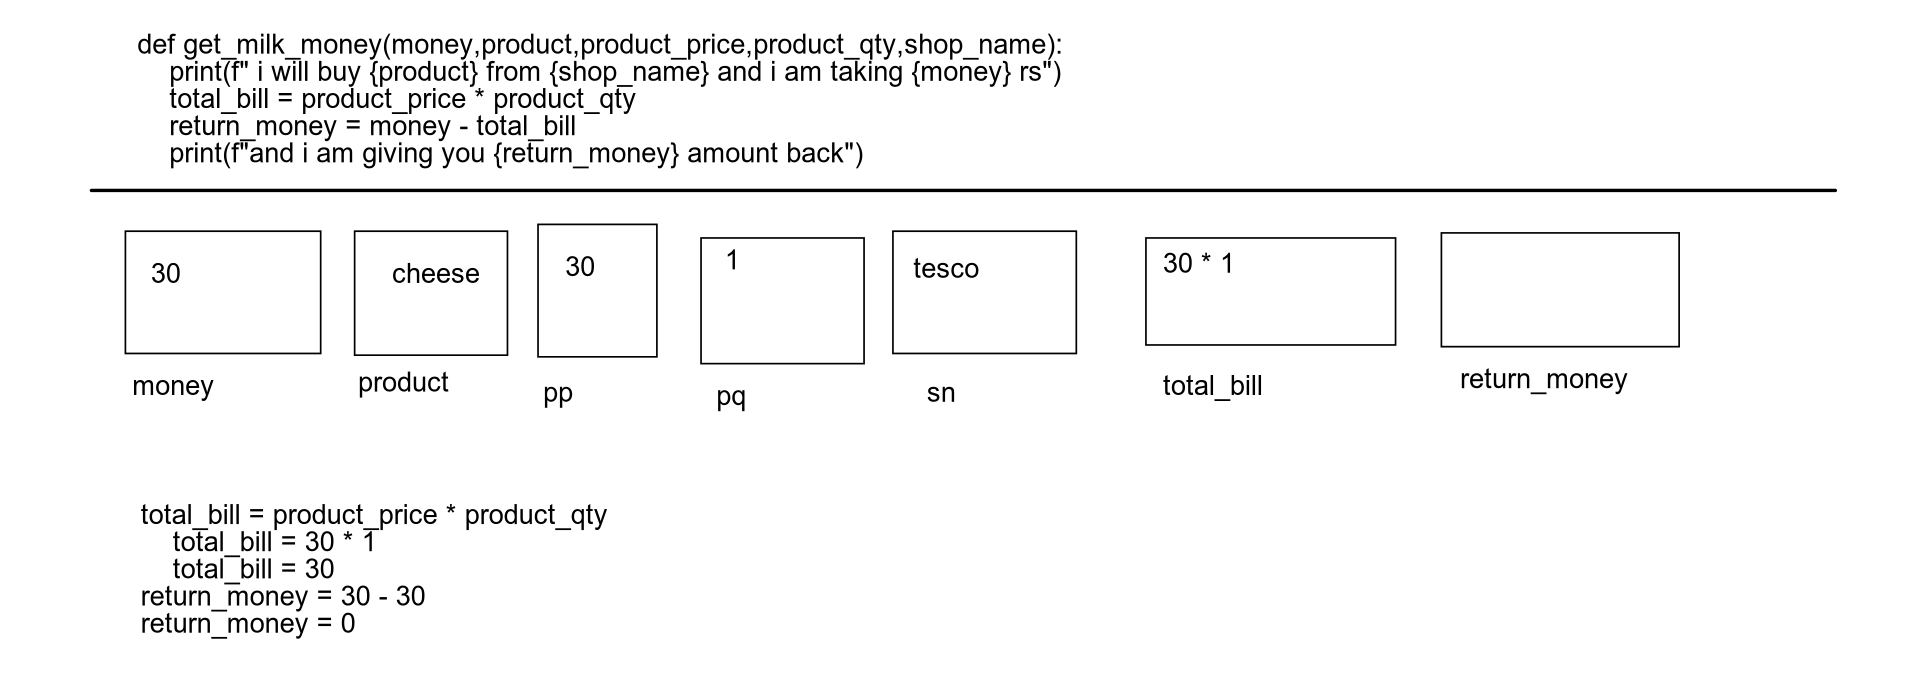 def get_milk_money(money,product,product_price,product_qty,shop_name):
print(f" i will buy {product} from {shop_name} and i am taking {money} rs")
total_bill = product_price * product_qty
return_money = money - total_bill
print(f"and i am giving you {return_money} amount back")
30
cheese
30
1
tesco
30 * 1
money
product
pp
pq
sn
total_bill
return_money
total_bill = product_price * product_qty
total_bill = 30 * 1
total_bill = 30
return_money = 30 - 30
return_money = 0